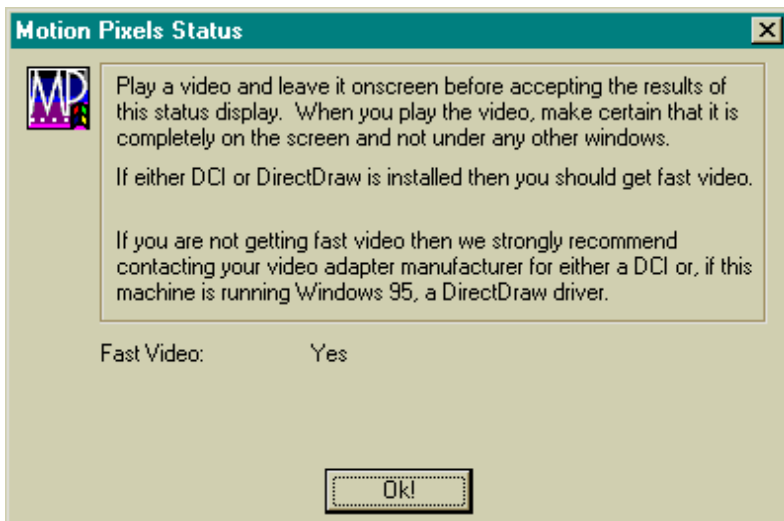 Motion Pixels Status
MP
Play a video and leave it onscreen before accepting the results of
this status display.  When you play the video, make certain that it is
completely on the screen and not under any other windows.
If either DCI or DirectDraw is installed then you should get fast video.
If you are not getting fast video then we strongly recommend
contacting your video adapter manufacturer for either a DCI or, if this
machine is running Windows 95, a DirectDraw driver.
Fast Video: Yes
Ok!